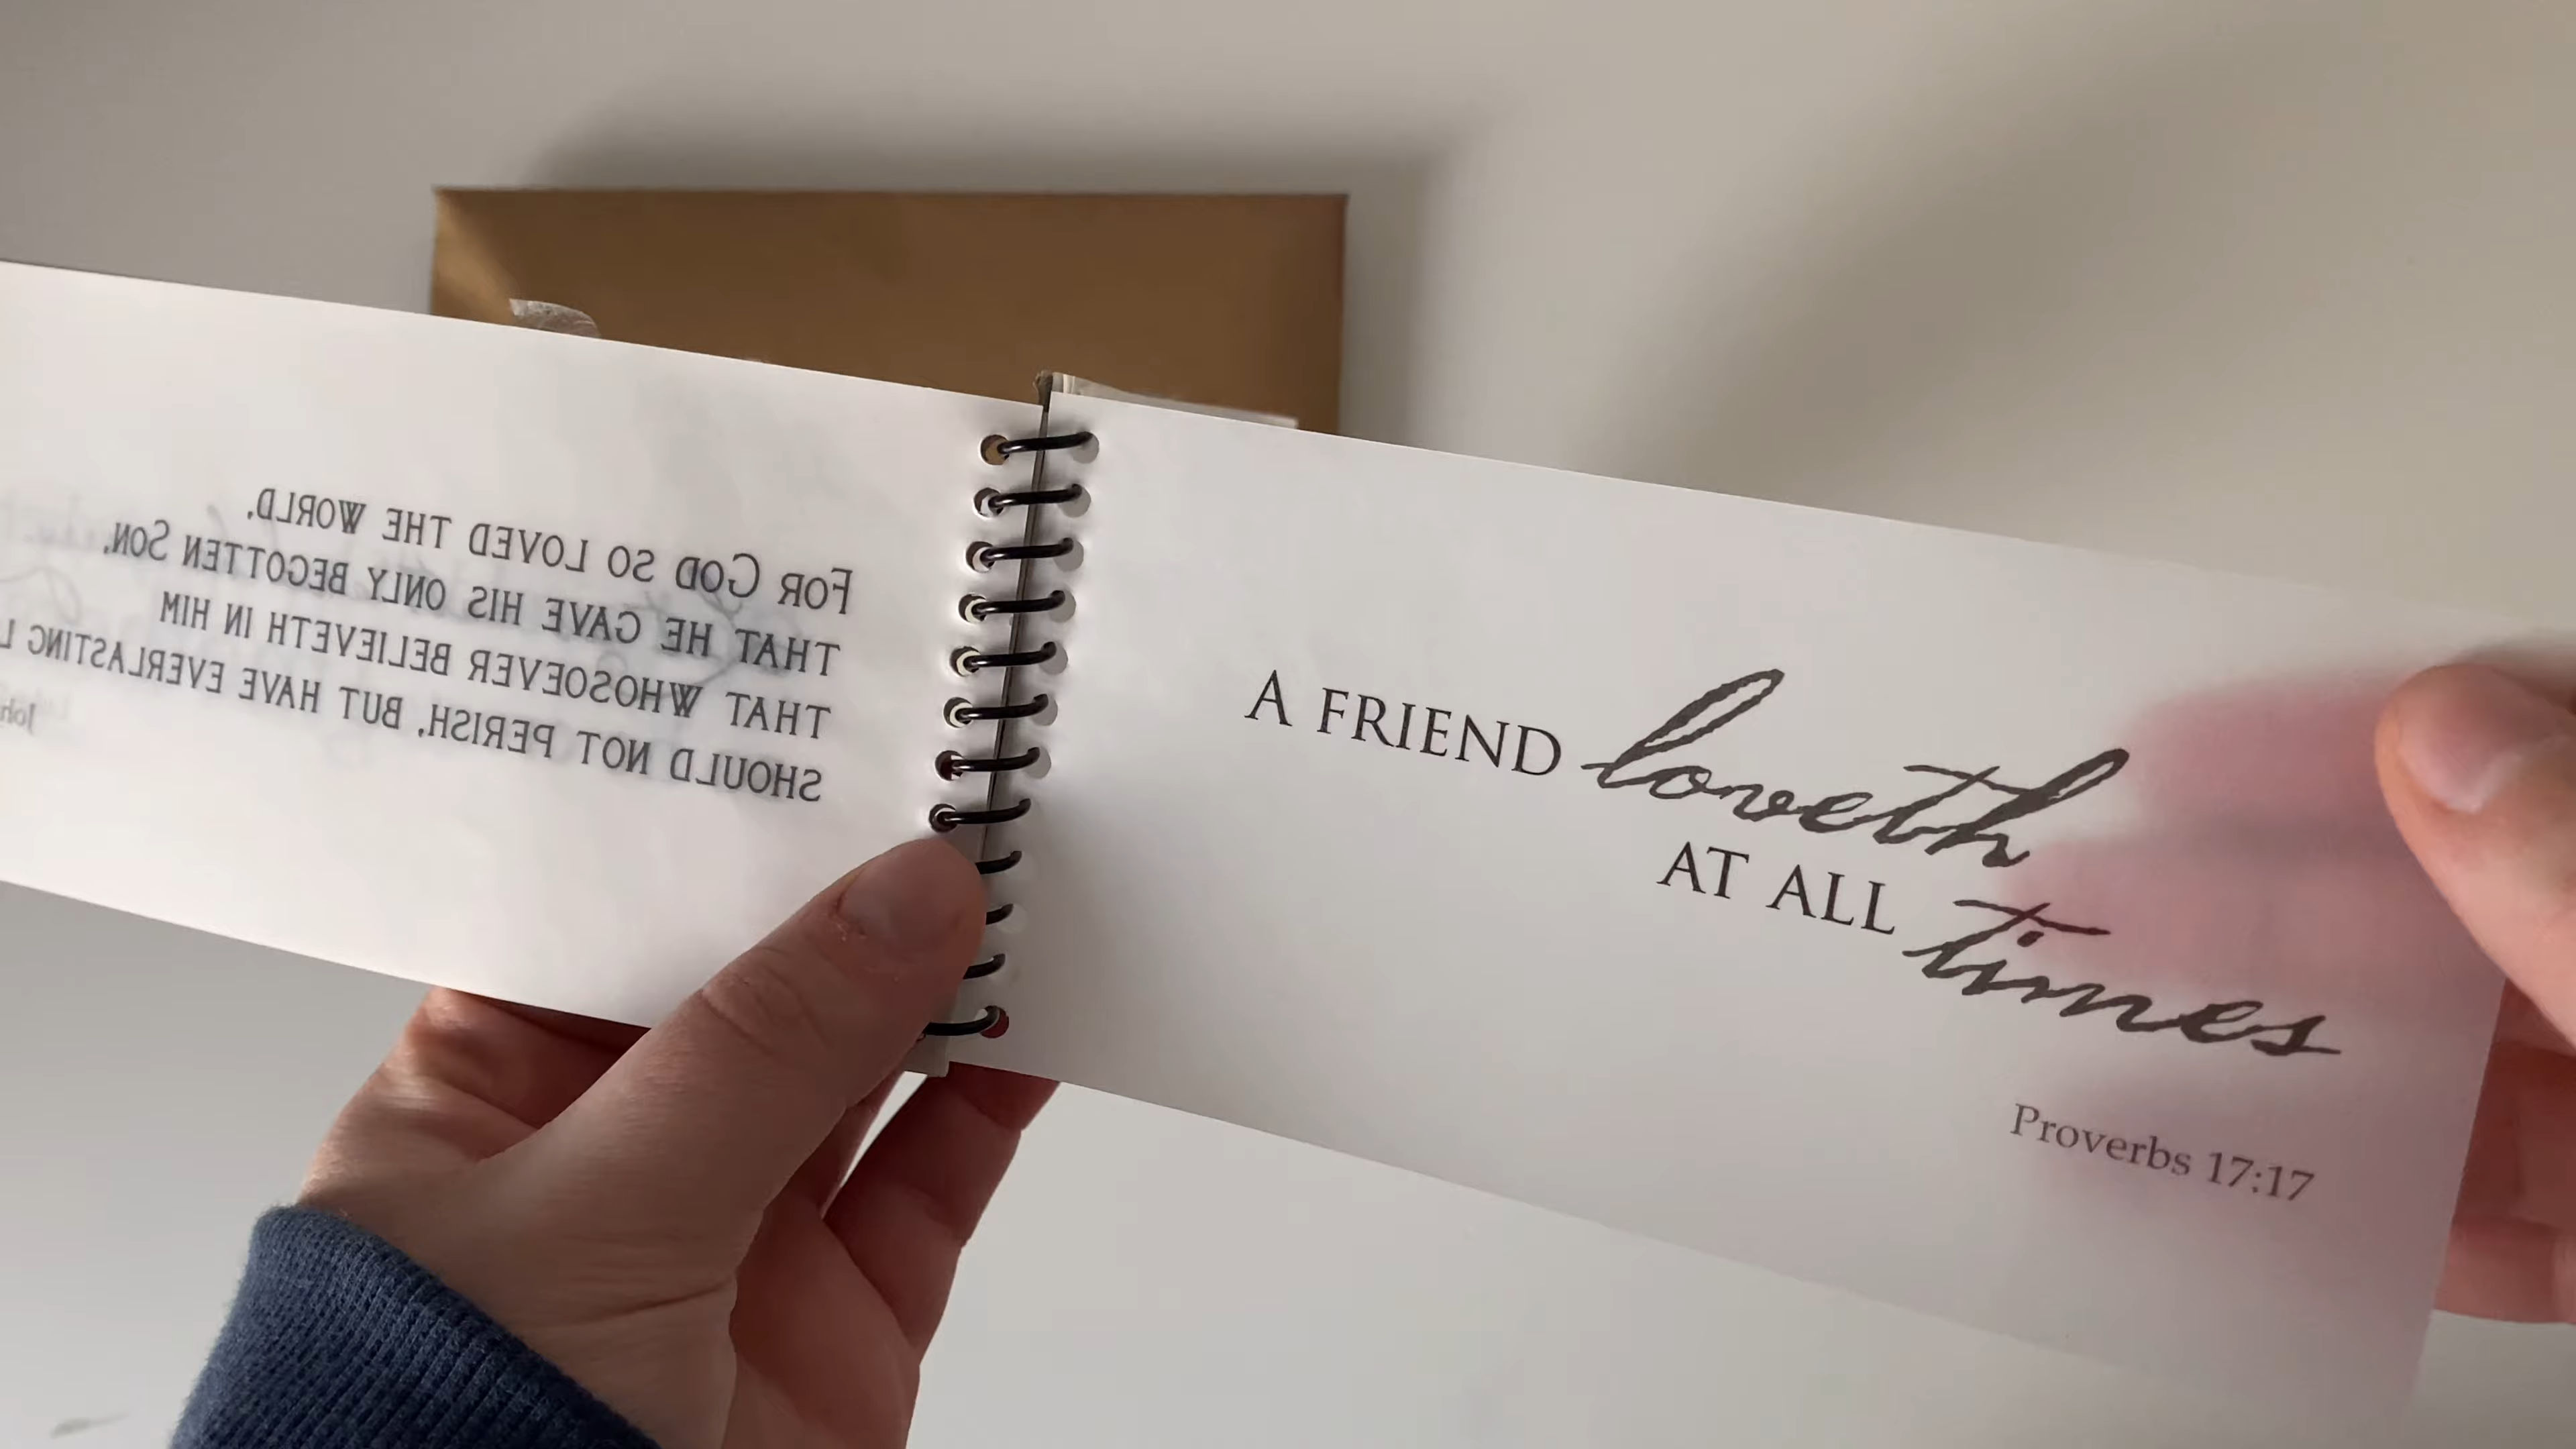 FOR GOD SO LOVED THE WORLD,
THAT HE GAVE HIS ONLY BEGOTTEN SON,
THAT WHOSOEVER BELIEVETH IN HIM
SHOULD NOT PERISH, BUT HAVE EVERLASTING
A FRIEND loveth
AT ALL times
Proverbs 17:17